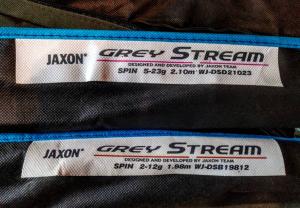 JAXON® GREY STREAM
DESIGNED AND DEVELOPED BY JAXON TEAM
SPIN 5-23g 2.10m WJ-DSD21023
JAXON® GREY STREAM
DESIGNED AND DEVELOPED BY JAXON TEAM
SPIN 2-12g 1.98m WJ-DSB19812